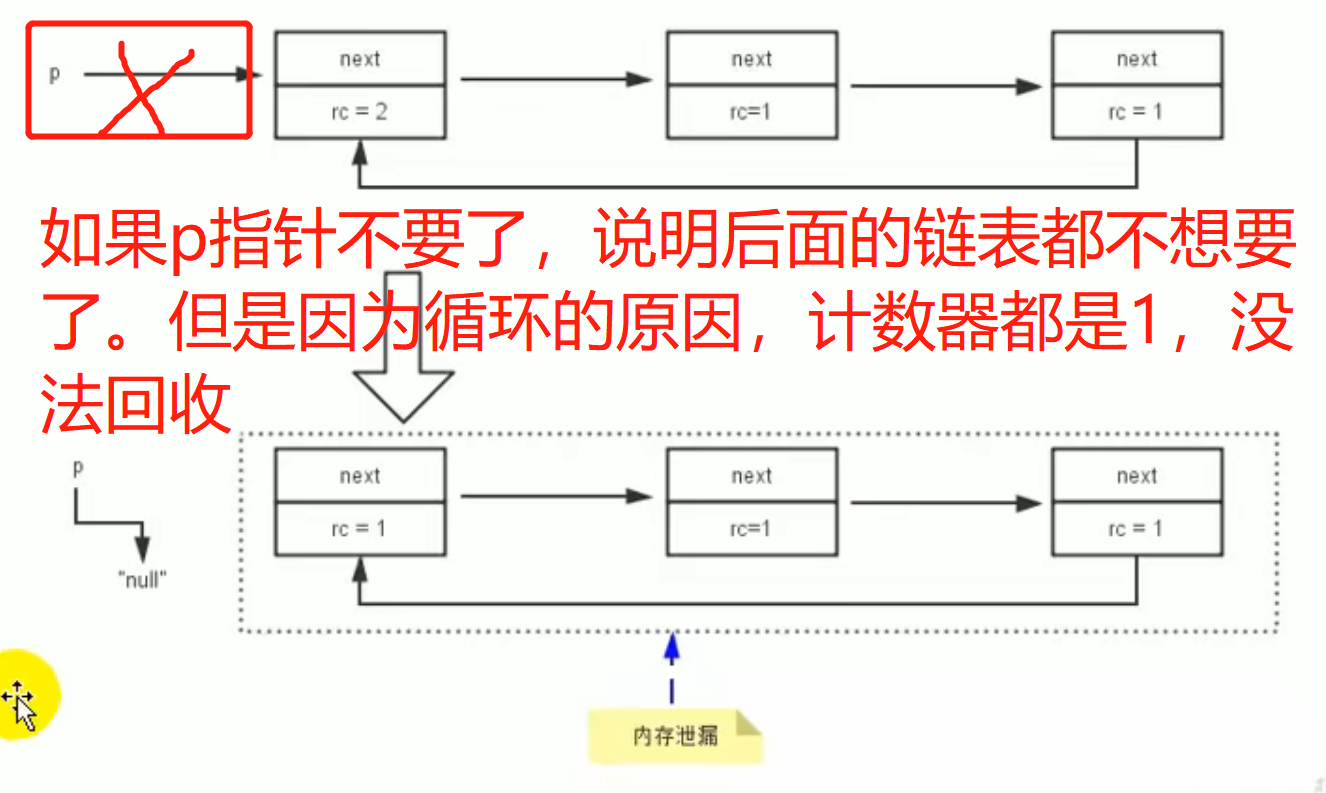 p
next
next
next
rc = 2
rc=1
rc = 1
如果p指针不要了，说明后面的链表都不想要
了。但是因为循环的原因，计数器都是1，没
法回收
p
next
next
next
rc = 1
rc=1
rc = 1
"null"
内存泄漏